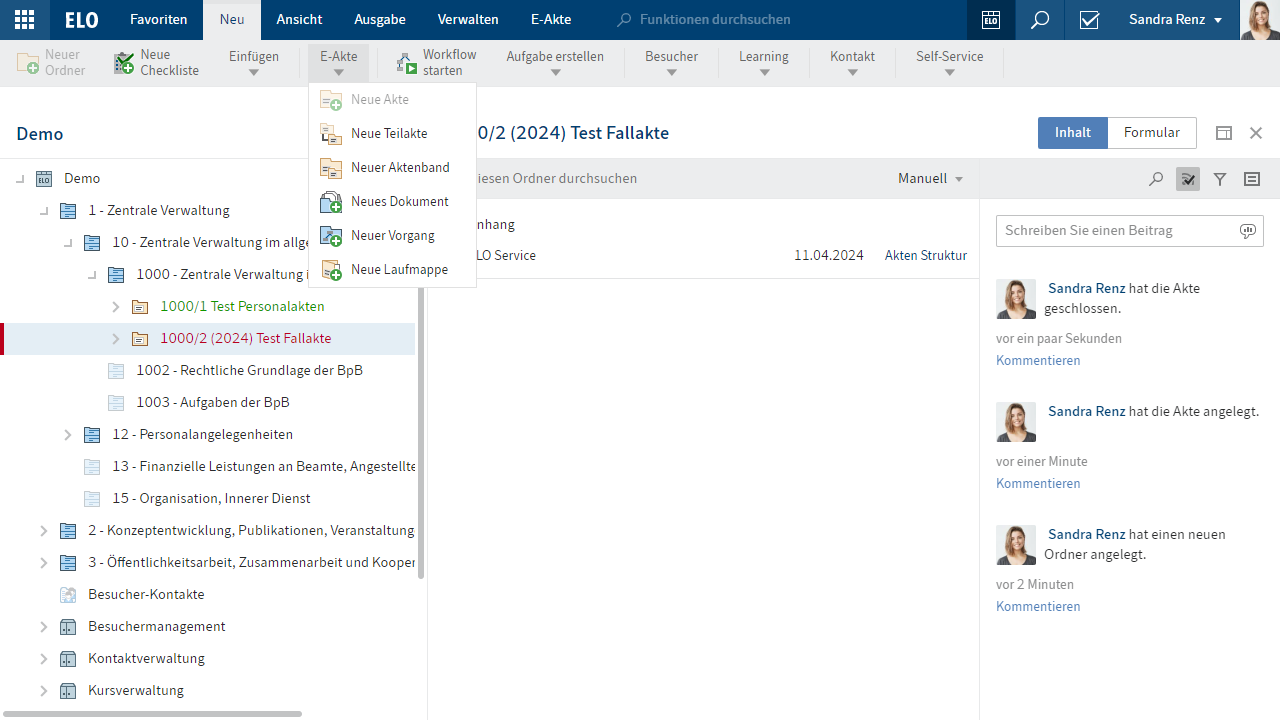 ELO Favoriten Neu Ansicht Ausgabe Verwalten E-Akte Funktionen durchsuchen ELO Sandra Renz
Neuer Ordner
Neue Checkliste
Einfügen
E-Akte
Workflow starten
Aufgabe erstellen
Besucher
Learning
Kontakt
Self-Service
Neue Akte
Neue Teilakte
Neuer Aktenband
Neues Dokument
Neuer Vorgang
Neue Laufmappe
Demo
ELO Demo
1 - Zentrale Verwaltung
10 - Zentrale Verwaltung im allge
1000 - Zentrale Verwaltung i
1000/1 Test Personalakten
1000/2 (2024) Test Fallakte
1002 - Rechtliche Grundlage der BpB
1003 - Aufgaben der BpB
12 - Personalangelegenheiten
13 - Finanzielle Leistungen an Beamte, Angestellte
15 - Organisation, Innerer Dienst
2 - Konzeptentwicklung, Publikationen, Veranstaltunge
3 - Öffentlichkeitsarbeit, Zusammenarbeit und Kooper
Besucher-Kontakte
Besuchermanagement
Kontaktverwaltung
Kursverwaltung
0/2 (2024) Test Fallakte
Inhalt Formular
iesen Ordner durchsuchen
Manuell
nhang
LO Service 11.04.2024 Akten Struktur
Schreiben Sie einen Beitrag
Sandra Renz hat die Akte
geschlossen.
vor ein paar Sekunden
Kommentieren
Sandra Renz hat die Akte angelegt.
vor einer Minute
Kommentieren
Sandra Renz hat einen neuen
Ordner angelegt.
vor 2 Minuten
Kommentieren